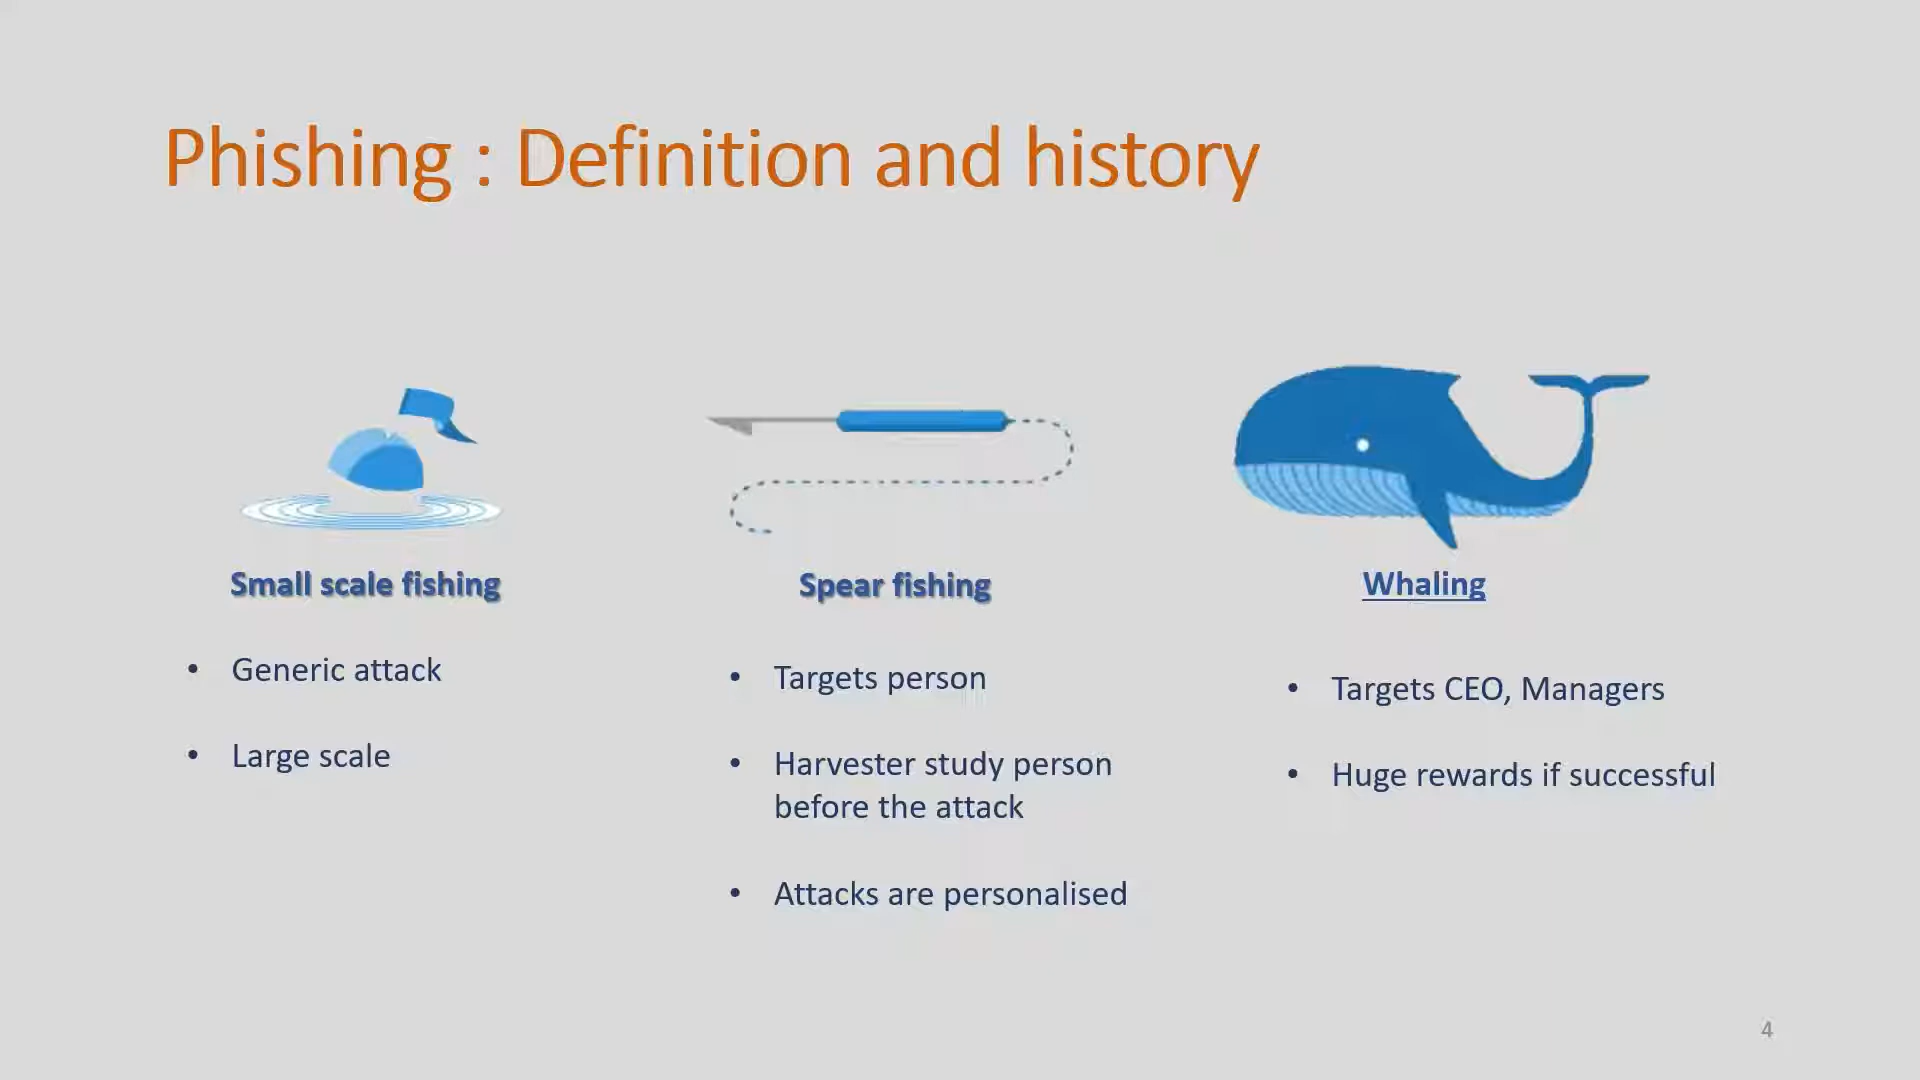 Phishing : Definition and history
Small scale fishing
• Generic attack
• Large scale
Spear fishing
• Targets person
• Harvester study person
before the attack
• Attacks are personalised
Whaling
• Targets CEO, Managers
• Huge rewards if successful
4